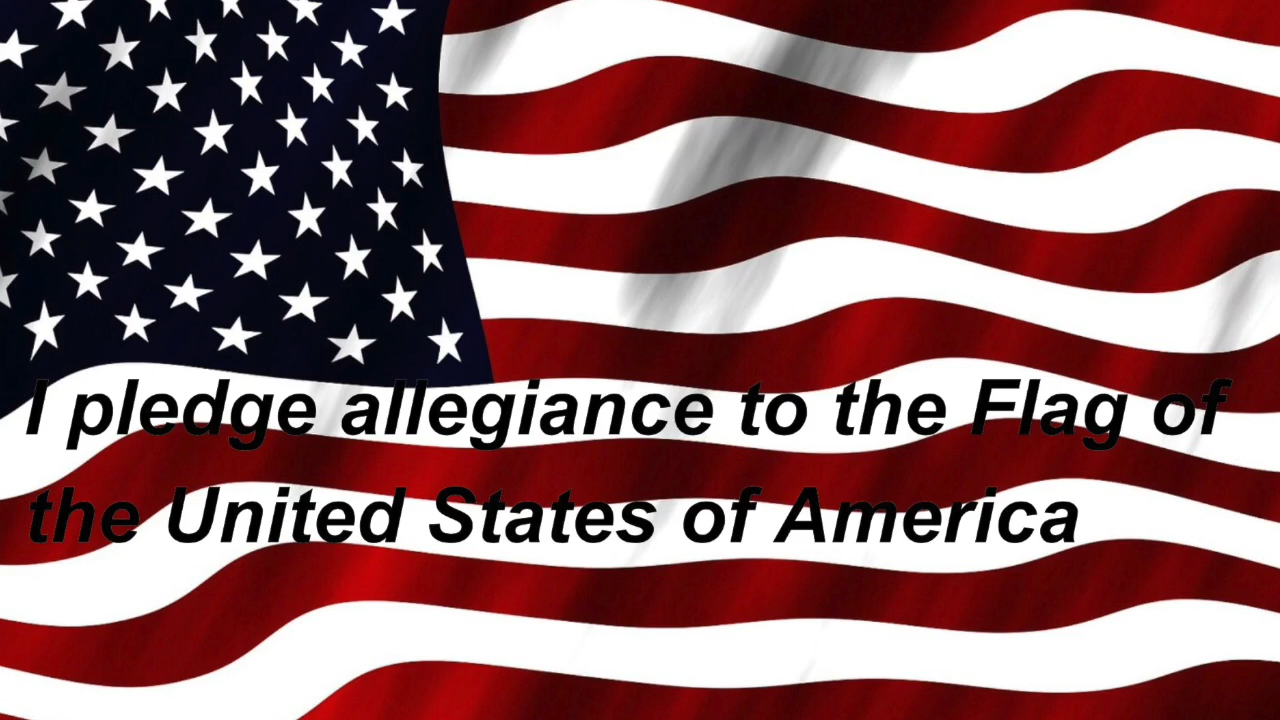 I pledge allegiance to the Flag of
the United States of America